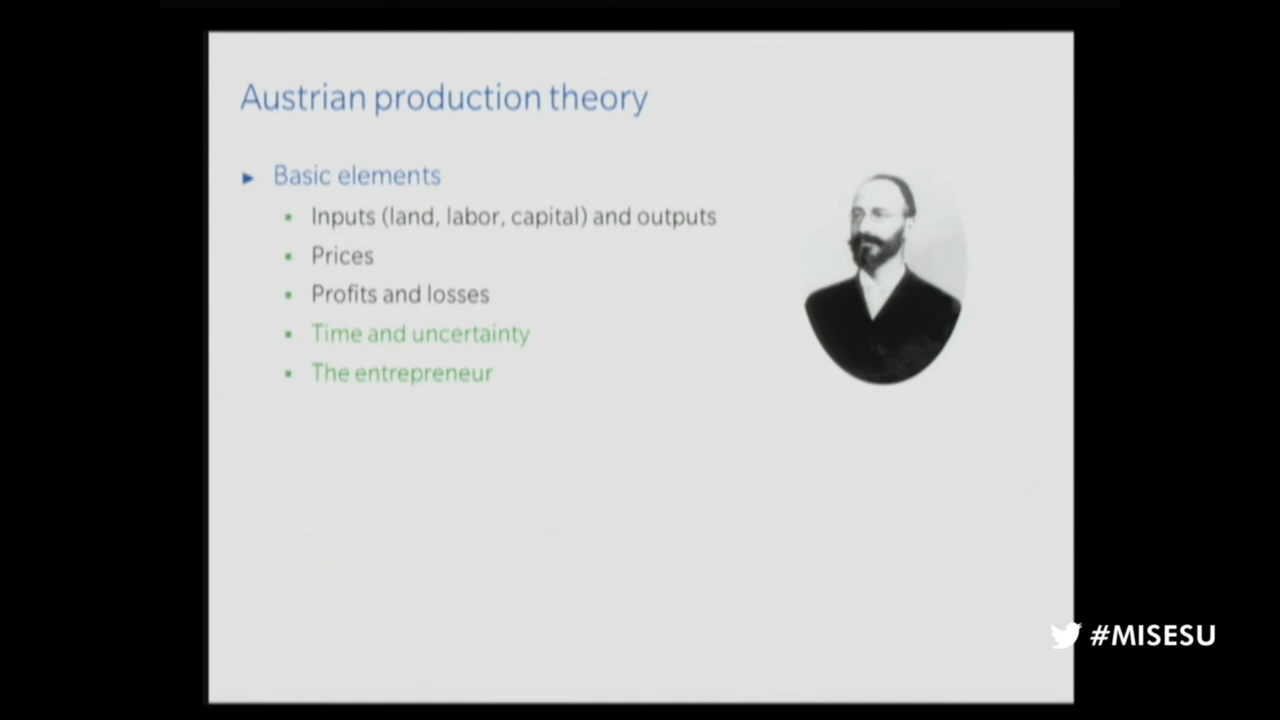 Austrian production theory
Basic elements
Inputs (land, labor, capital) and outputs
Prices
Profits and losses
Time and uncertainty
The entrepreneur
#MISESU